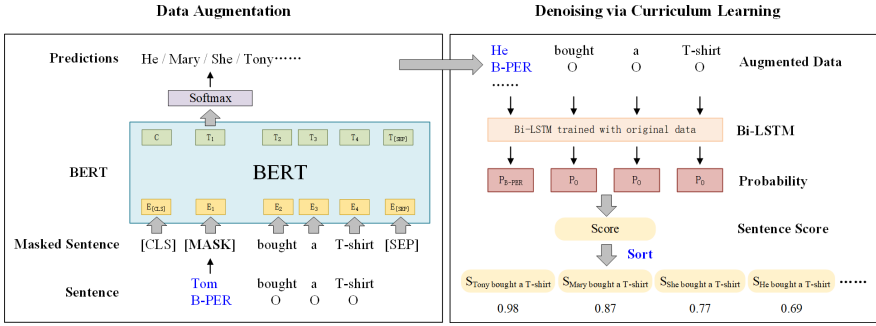 Data Augmentation
Predictions He / Mary / She / Tony……
Softmax
C T1 T2 T3 T4 T[SEP]
BERT BERT
E[CLS] E1 E2 E3 E4 E[SEP]
Masked Sentence [CLS] [MASK] bought a T-shirt [SEP]
Sentence Tom bought a T-shirt
B-PER O O O
Denoising via Curriculum Learning
He bought a T-shirt Augmented Data
B-PER O O O
……
Bi-LSTM trained with original data Bi-LSTM
PB-PER PO PO PO Probability
Score Sentence Score
Sort
STony bought a T-shirt SMary bought a T-shirt SShe bought a T-shirt SHe bought a T-shirt ……
0.98 0.87 0.77 0.69